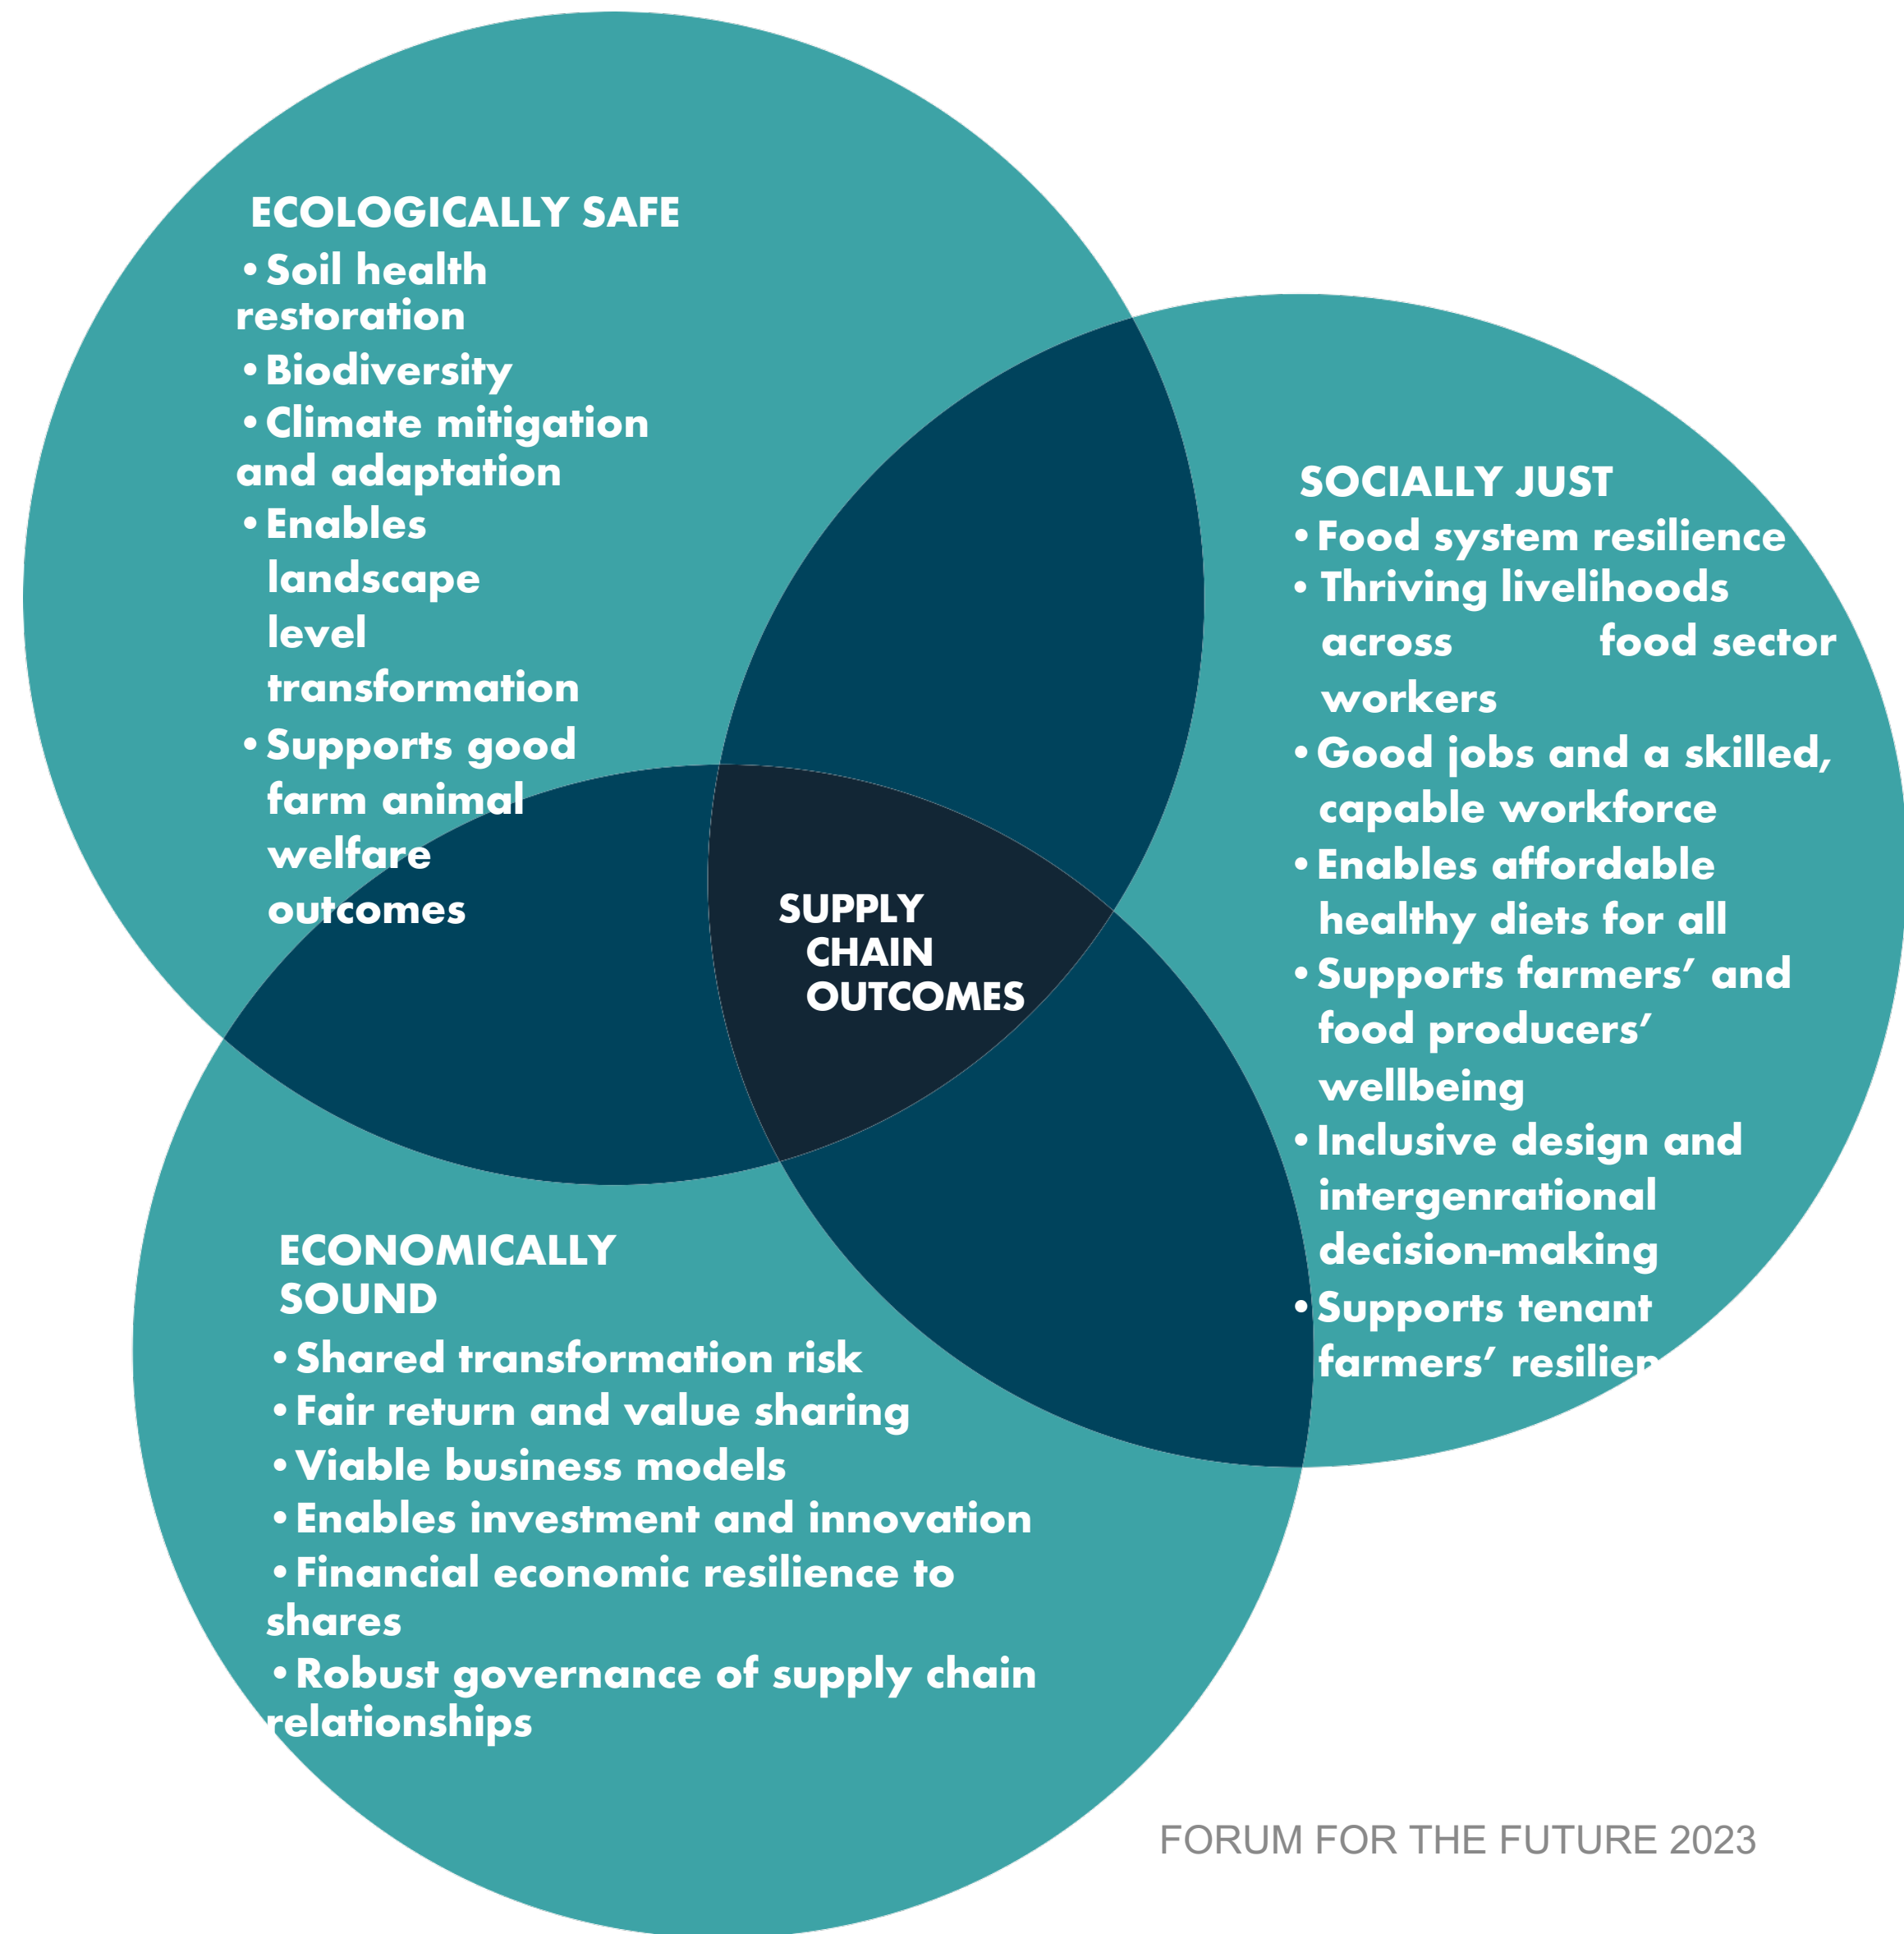 ECOLOGICALLY SAFE
•Soil health
restoration
•Biodiversity
•Climate mitigation
and adaptation
•Enables
landscape
level
transformation
•Supports good
farm animal
welfare
outcomes
SOCIALLY JUST
•Food system resilience
• Thriving livelihoods
across food sector
workers
•Good jobs and a skilled,
capable workforce
•Enables affordable
healthy diets for all
•Supports farmers’ and
food producers’
wellbeing
•Inclusive design and
intergenrational
decision-making
•Supports tenant
farmers’ resilien
SUPPLY
CHAIN
OUTCOMES
ECONOMICALLY
SOUND
•Shared transformation risk
•Fair return and value sharing
•Viable business models
•Enables investment and innovation
•Financial economic resilience to
shares
•Robust governance of supply chain
relationships
FORUM FOR THE FUTURE 2023